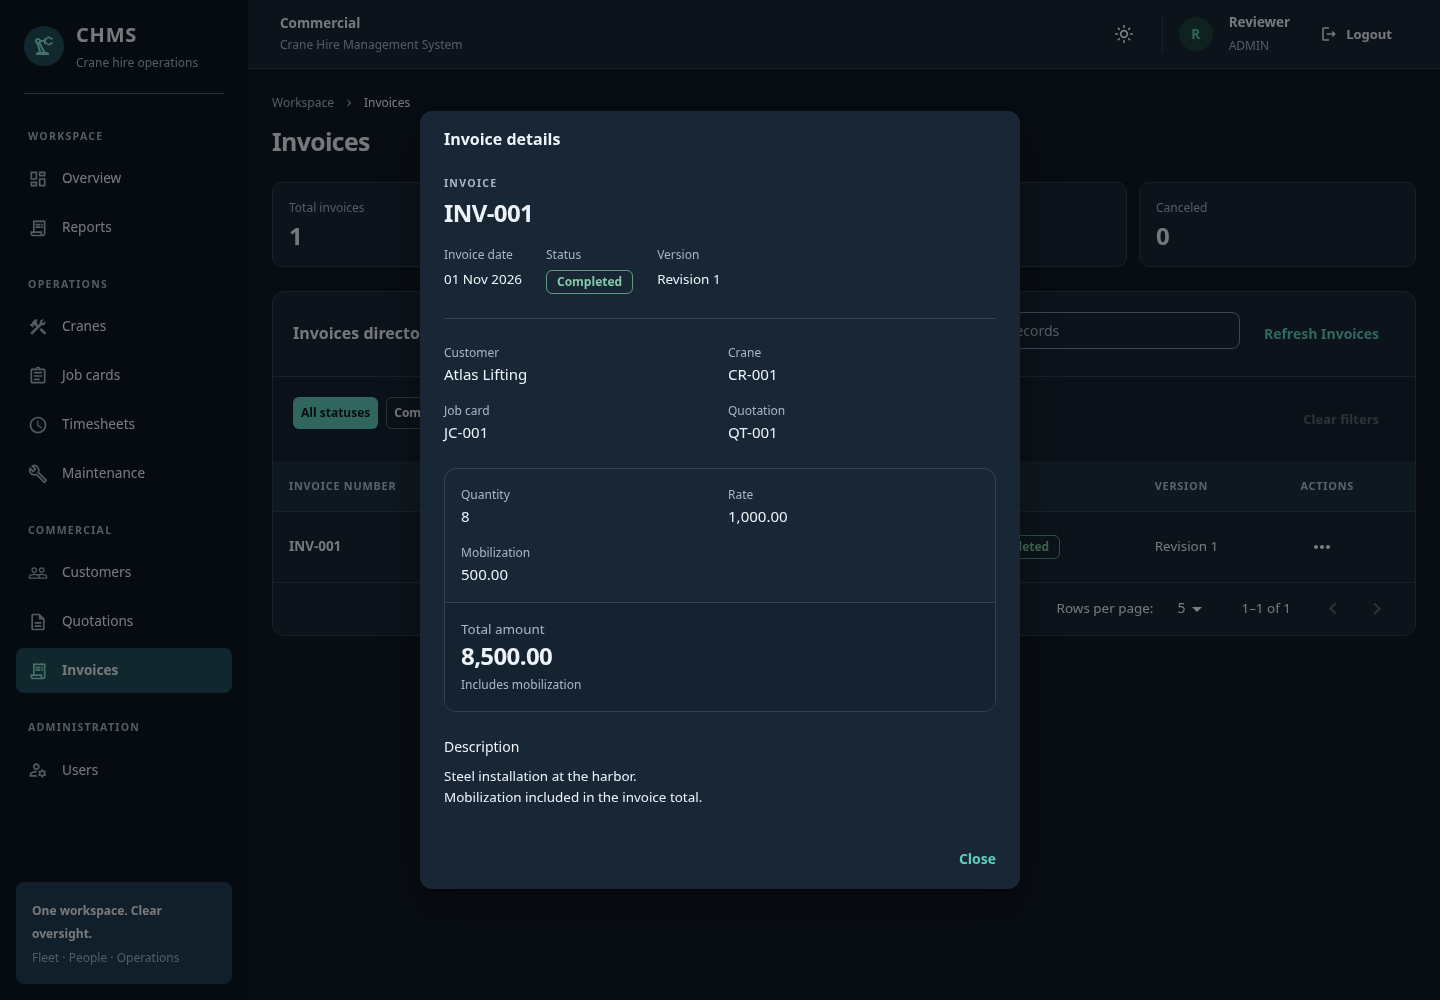 CHMS
Crane hire operations
WORKSPACE
Overview
Reports
OPERATIONS
Cranes
Job cards
Timesheets
Maintenance
COMMERCIAL
Customers
Quotations
Invoices
ADMINISTRATION
Users
One workspace. Clear
oversight.
Fleet · People · Operations
Commercial
Crane Hire Management System
R
Reviewer
ADMIN
Logout
Workspace
Invoices
Invoices
Total invoices
1
Canceled
0
Refresh Invoices
All statuses
Clear filters
INVOICE NUMBER
VERSION
ACTIONS
INV-001
Revision 1
Rows per page:
5
1–1 of 1
Invoice details
INVOICE
INV-001
Invoice date
Status
Version
01 Nov 2026
Completed
Revision 1
Customer
Crane
Atlas Lifting
CR-001
Job card
Quotation
JC-001
QT-001
Quantity
Rate
8
1,000.00
Mobilization
500.00
Total amount
8,500.00
Includes mobilization
Description
Steel installation at the harbor.
Mobilization included in the invoice total.
Close